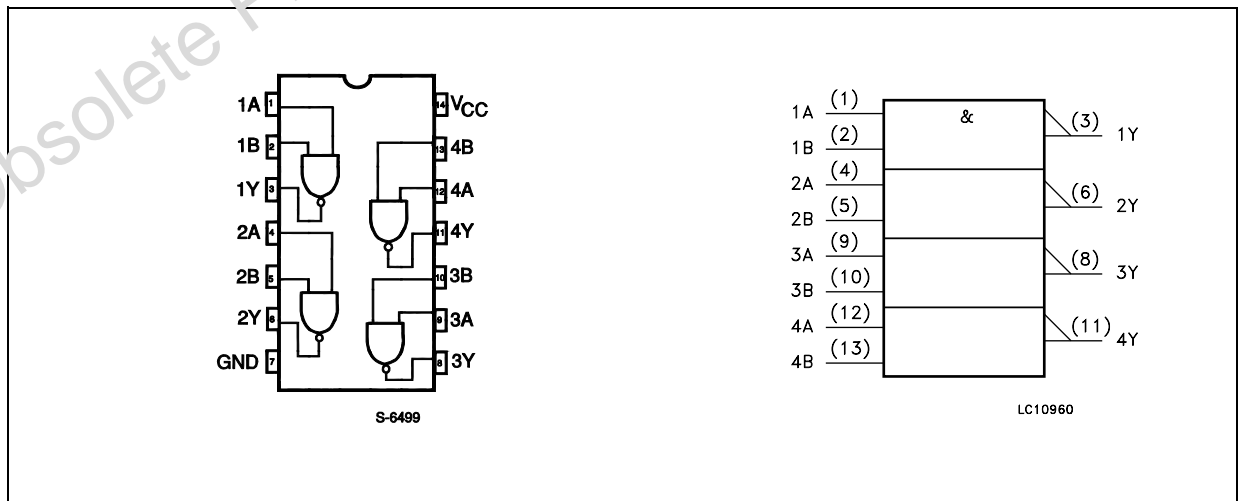 Obsolete P
1A 1
1B 2
1Y 3
2A 4
2B 5
2Y 6
GND 7
14 VCC
13 4B
12 4A
11 4Y
10 3B
9 3A
8 3Y
S-6499
&
1A (1)
1B (2)
2A (4)
2B (5)
3A (9)
3B (10)
4A (12)
4B (13)
(3) 1Y
(6) 2Y
(8) 3Y
(11) 4Y
LC10960